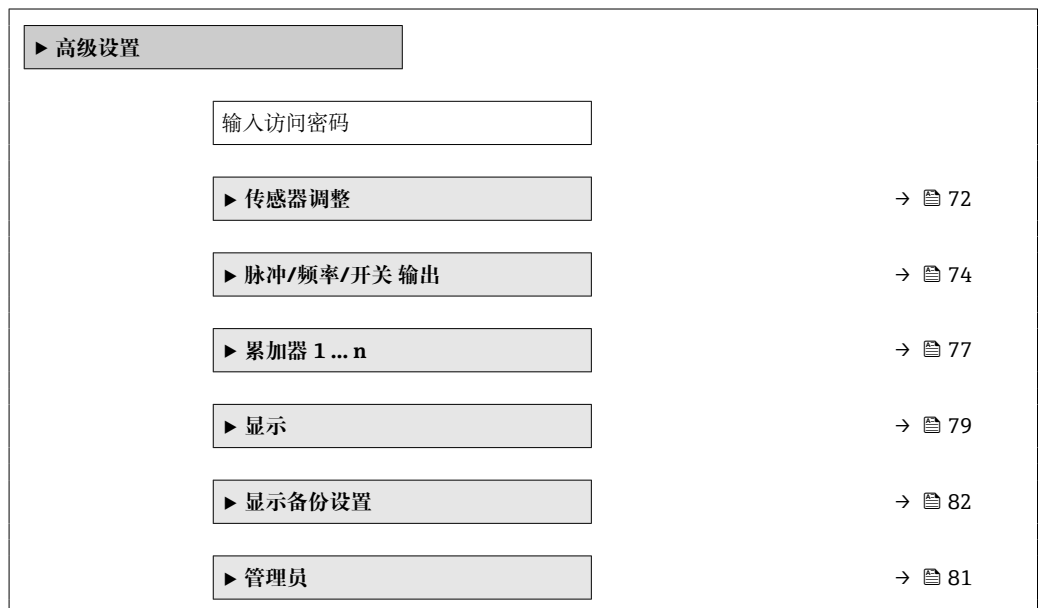 ▶ 高级设置
输入访问密码
▶ 传感器调整 → 72
▶ 脉冲/频率/开关 输出 → 74
▶ 累加器 1 ... n → 77
▶ 显示 → 79
▶ 显示备份设置 → 82
▶ 管理员 → 81